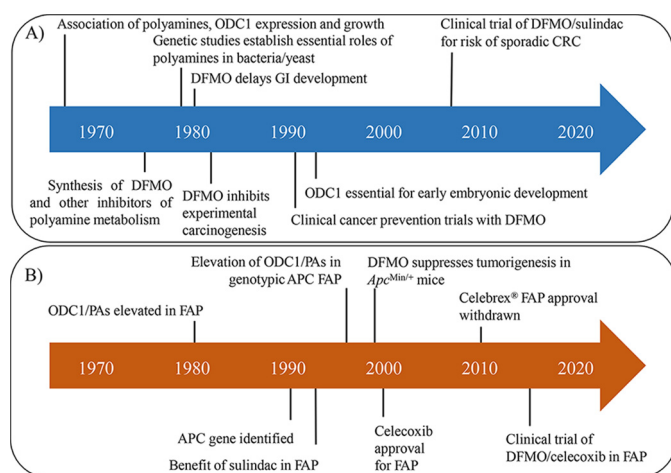 A)
Association of polyamines, ODC1 expression and growth
Genetic studies establish essential roles of
polyamines in bacteria/yeast
DFMO delays GI development
Clinical trial of DFMO/sulindac
for risk of sporadic CRC
1970 1980 1990 2000 2010 2020
Synthesis of DFMO
and other inhibitors of
polyamine metabolism
DFMO inhibits
experimental
carcinogenesis
ODC1 essential for early embryonic development
Clinical cancer prevention trials with DFMO
B)
ODC1/PAs elevated in FAP
Elevation of ODC1/PAs in
genotypic APC FAP
DFMO suppresses tumorigenesis in
Apc^Min/+ mice
Celebrex® FAP approval
withdrawn
1970 1980 1990 2000 2010 2020
APC gene identified
Benefit of sulindac in FAP
Celecoxib
approval
for FAP
Clinical trial of
DFMO/celecoxib in FAP